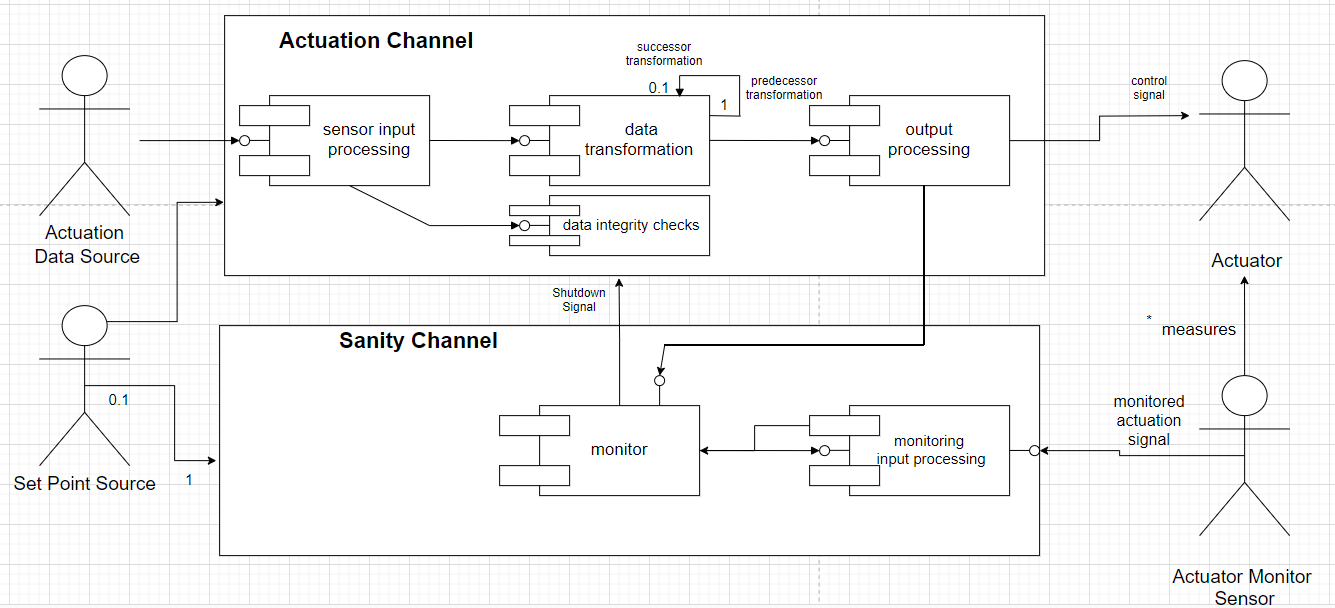 Actuation Channel
successor
transformation
0.1
predecessor
transformation
1
control
signal
sensor input
processing
data
transformation
output
processing
data integrity checks
Actuation
Data Source
Actuator
Shutdown
Signal
Sanity Channel
*
measures
0.1
monitored
actuation
signal
monitor
monitoring
input processing
Set Point Source
1
Actuator Monitor
Sensor